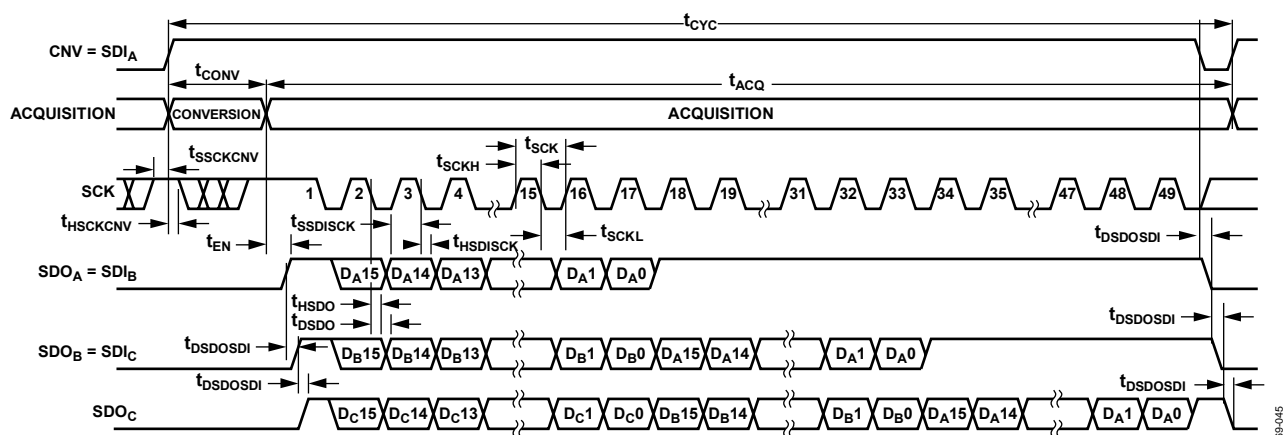 tCYC
CNV = SDIA
tCONV
tACQ
ACQUISITION CONVERSION ACQUISITION
tSSCKCNV
tSCK
tSCKH
SCK 1 2 3 4 15 16 17 18 19 31 32 33 34 35 47 48 49
tHSCKCNV
tSSDISCK
tHSDISCK
tSCKL
tEN
tDSDOSDI
SDOA = SDIB DA15 DA14 DA13 DA1 DA0
tHSDO
tDSDO
tDSDOSDI
tDSDOSDI
SDOB = SDIC DB15 DB14 DB13 DB1 DB0 DA15 DA14 DA1 DA0
tDSDOSDI
tDSDOSDI
SDOC DC15 DC14 DC13 DC1 DC0 DB15 DB14 DB1 DB0 DA15 DA14 DA1 DA0